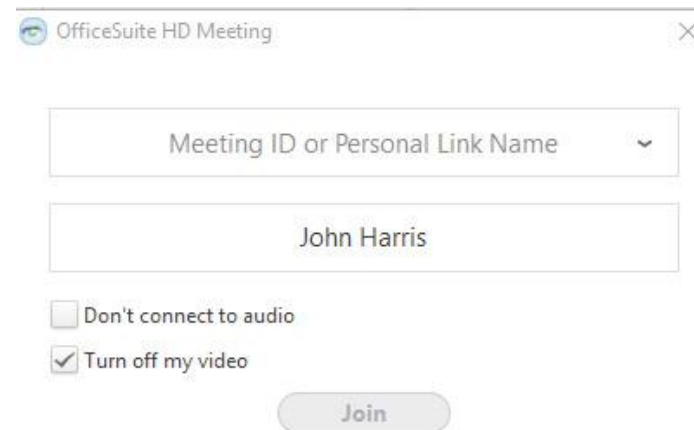 OfficeSuite HD Meeting
Meeting ID or Personal Link Name
John Harris
Don't connect to audio
Turn off my video
Join